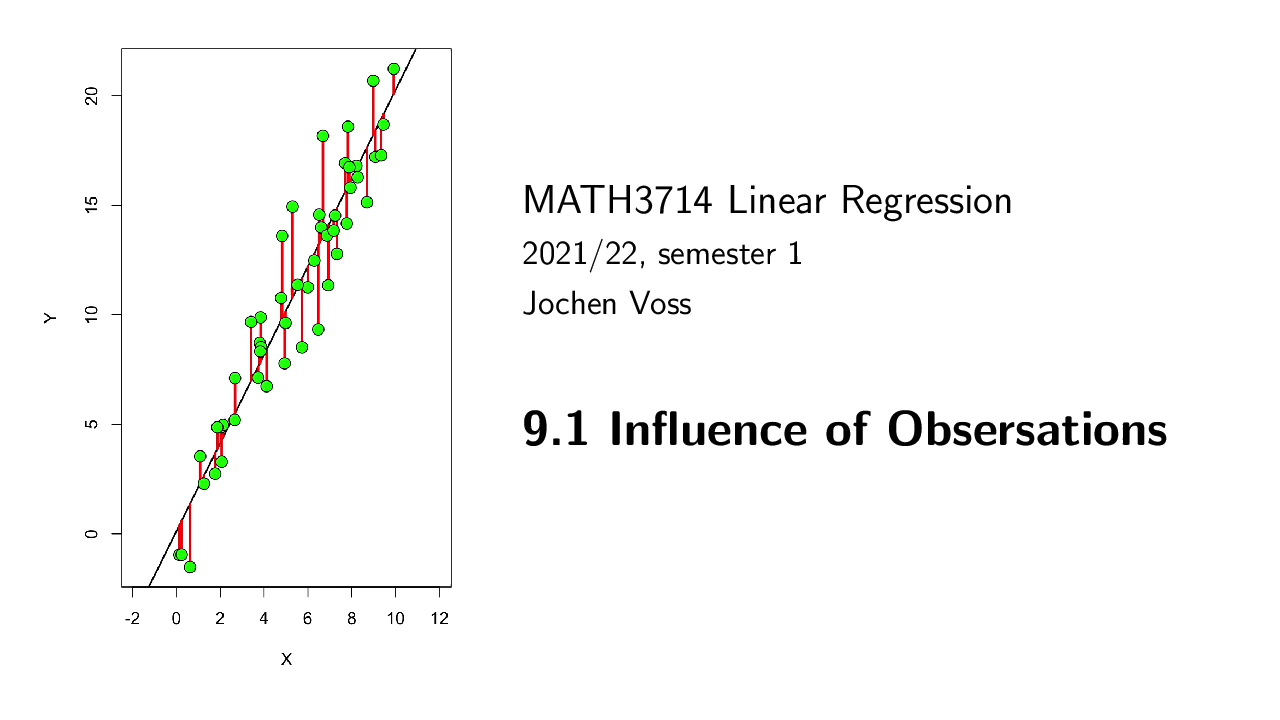 MATH3714 Linear Regression
2021/22, semester 1
Jochen Voss
9.1 Influence of Obsersations
Y
20
15
10
5
0
-2 0 2 4 6 8 10 12
X